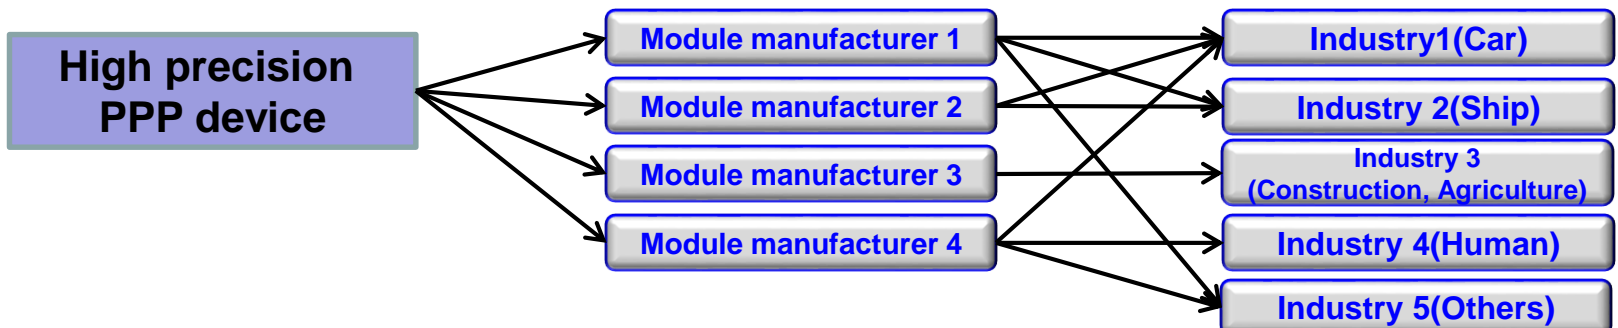 High precision
PPP device
Module manufacturer 1
Module manufacturer 2
Module manufacturer 3
Module manufacturer 4
Industry1(Car)
Industry 2(Ship)
Industry 3
(Construction, Agriculture)
Industry 4(Human)
Industry 5(Others)